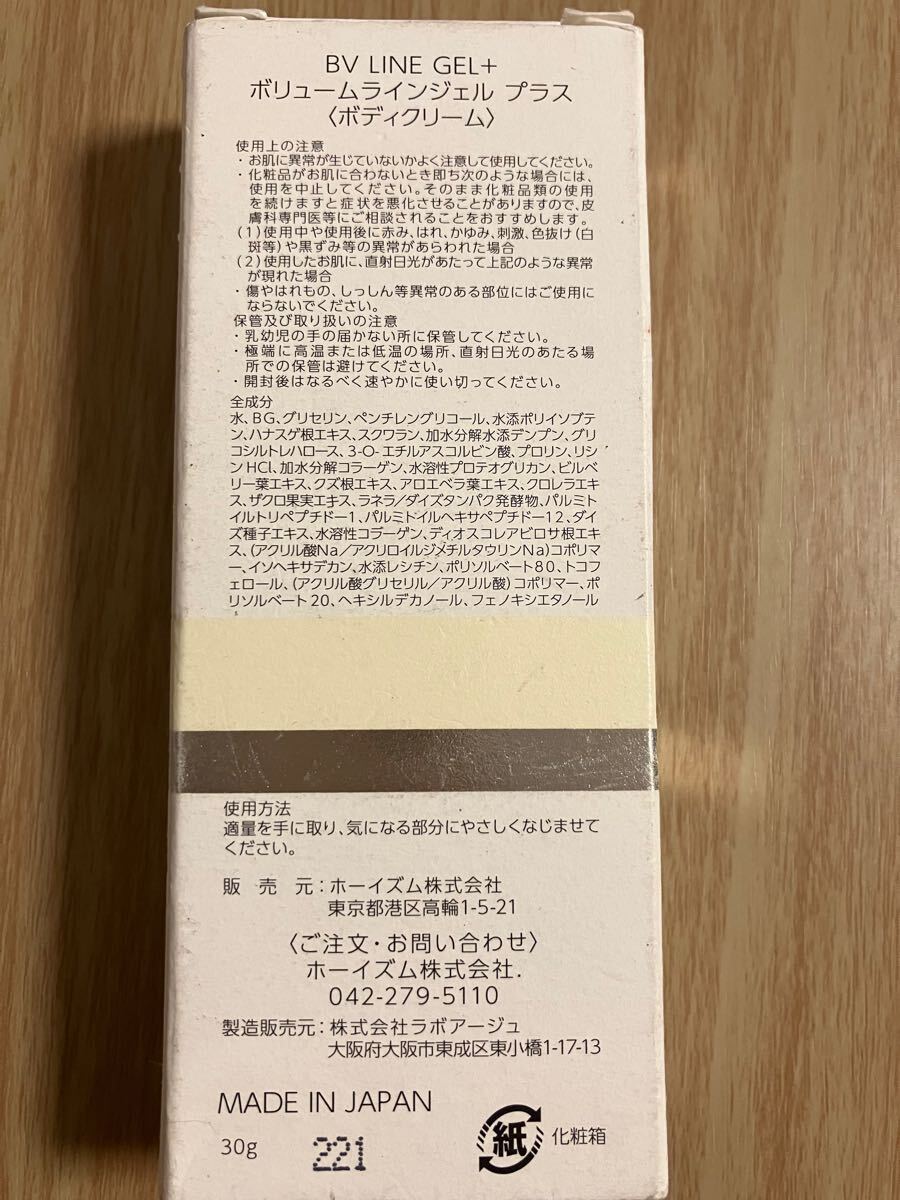 BV LINE GEL+
ボリュームラインジェル プラス
〈ボディクリーム〉
使用上の注意
・お肌に異常が生じていないかよく注意して使用してください。
・化粧品がお肌に合わないとき即ち次のような場合には、
使用を中止してください。そのまま化粧品類の使用
を続けますと症状を悪化させることがありますので、皮
膚科専門医等にご相談されることをおすすめします。
(1)使用中や使用後に赤み、はれ、かゆみ、刺激、色抜け(白
斑等)や黒ずみ等の異常があらわれた場合
(2)使用したお肌に、直射日光があたって上記のような異常
が現れた場合
・傷やはれもの、しっしん等異常のある部位にはご使用に
ならないでください。
保管及び取り扱いの注意
・乳幼児の手の届かない所に保管してください。
・極端に高温または低温の場所、直射日光のあたる場
所での保管は避けてください。
・開封後はなるべく速やかに使い切ってください。
全成分
水、BG、グリセリン、ペンチレングリコール、水添ポリイソブテ
ン、ハナスゲ根エキス、スクワラン、加水分解水添デンプン、グリ
コシルトレハロース、3-O-エチルアスコルビン酸、プロリン、リシ
ンHCl、加水分解コラーゲン、水溶性プロテオグリカン、ビルベ
リー葉エキス、クズ根エキス、アロエベラ葉エキス、クロレラエキ
ス、ザクロ果実エキス、ラネラ/ダイズタンパク発酵物、パルミト
イルトリペプチドー1、パルミトイルヘキサペプチドー12、ダイ
ズ種子エキス、水溶性コラーゲン、ディオスコレアビロサ根エキ
ス、(アクリル酸Na/アクリロイルジメチルタウリンNa)コポリマ
ー、イソヘキサデカン、水添レシチン、ポリソルベート80、トコフ
ェロール、(アクリル酸グリセリル/アクリル酸)コポリマー、ポ
リソルベート20、ヘキシルデカノール、フェノキシエタノール
使用方法
適量を手に取り、気になる部分にやさしくなじませて
ください。
販 売 元:ホーイズム株式会社
東京都港区高輪1-5-21
〈ご注文・お問い合わせ〉
ホーイズム株式会社.
042-279-5110
製造販売元:株式会社ラボアージュ
大阪府大阪市東成区東小橋1-17-13
MADE IN JAPAN
30g 221 紙 化粧箱